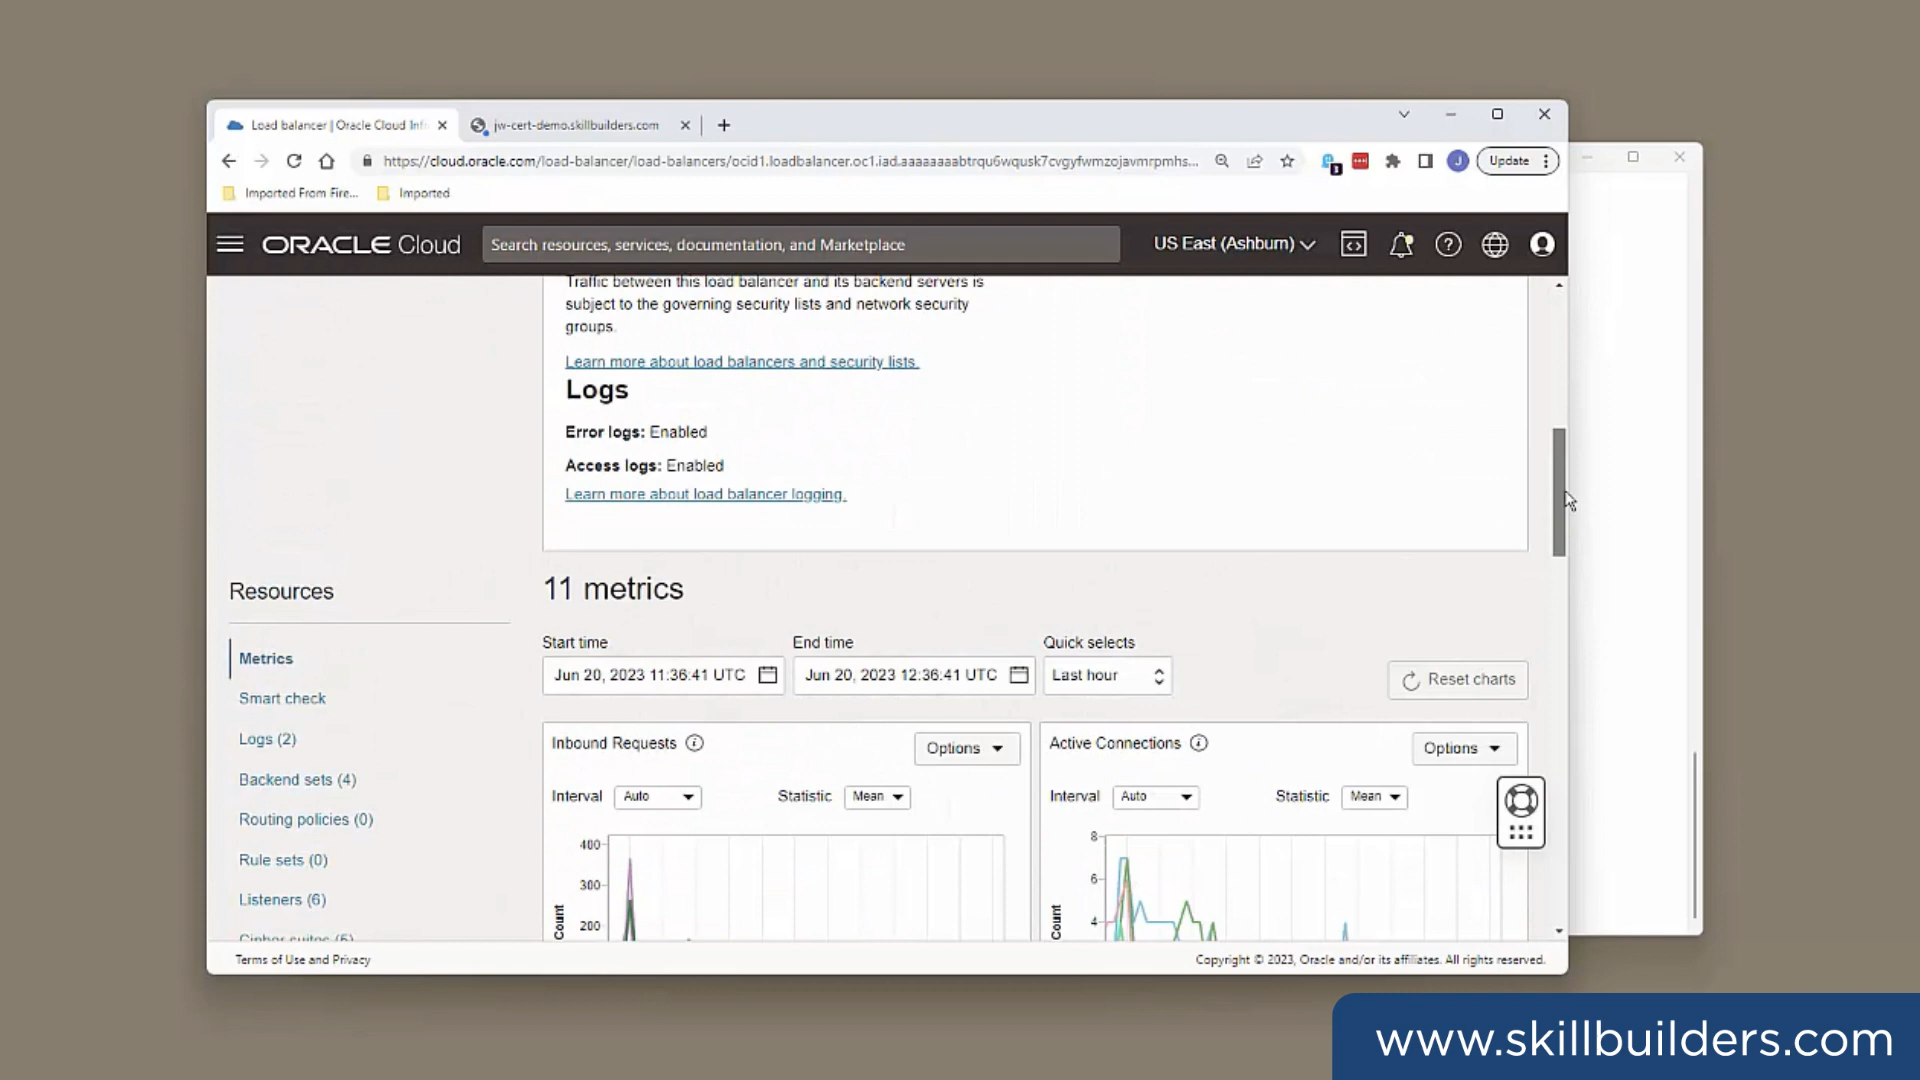 Load balancer | Oracle Cloud Infr
jw-cert-demo.skillbuilders.com
https://cloud.oracle.com/load-balancer/load-balancers/ocid1.loadbalancer.oc1.iad.aaaaaaaabtrqu6wqusk7cvgyfwmzojavmrpmhs...
Update
Imported From Fire...
Imported
ORACLE Cloud
Search resources, services, documentation, and Marketplace
US East (Ashburn)
Traffic between this load balancer and its backend servers is
subject to the governing security lists and network security
groups.
Learn more about load balancers and security lists.
Logs
Error logs: Enabled
Access logs: Enabled
Learn more about load balancer logging.
Resources
Metrics
Smart check
Logs (2)
Backend sets (4)
Routing policies (0)
Rule sets (0)
Listeners (6)
Cipher suites (5)
11 metrics
Start time
End time
Quick selects
Jun 20, 2023 11:36:41 UTC
Jun 20, 2023 12:36:41 UTC
Last hour
Reset charts
Inbound Requests
Options
Interval
Auto
Statistic
Mean
400
300
200
Count
Active Connections
Options
Interval
Auto
Statistic
Mean
8
6
4
Count
Terms of Use and Privacy
Copyright © 2023, Oracle and/or its affiliates. All rights reserved.
www.skillbuilders.com